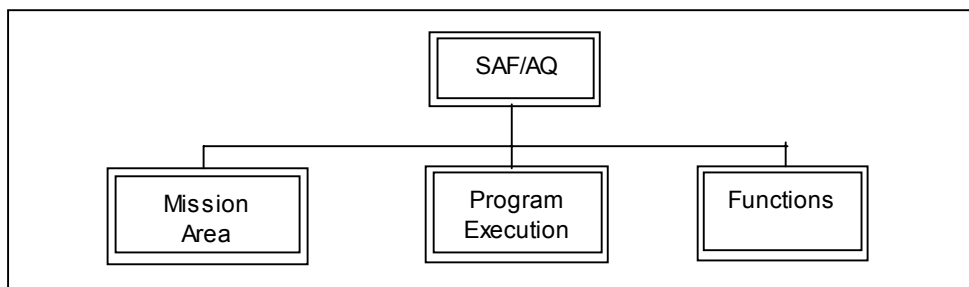 SAF/AQ
Mission
Area
Program
Execution
Functions